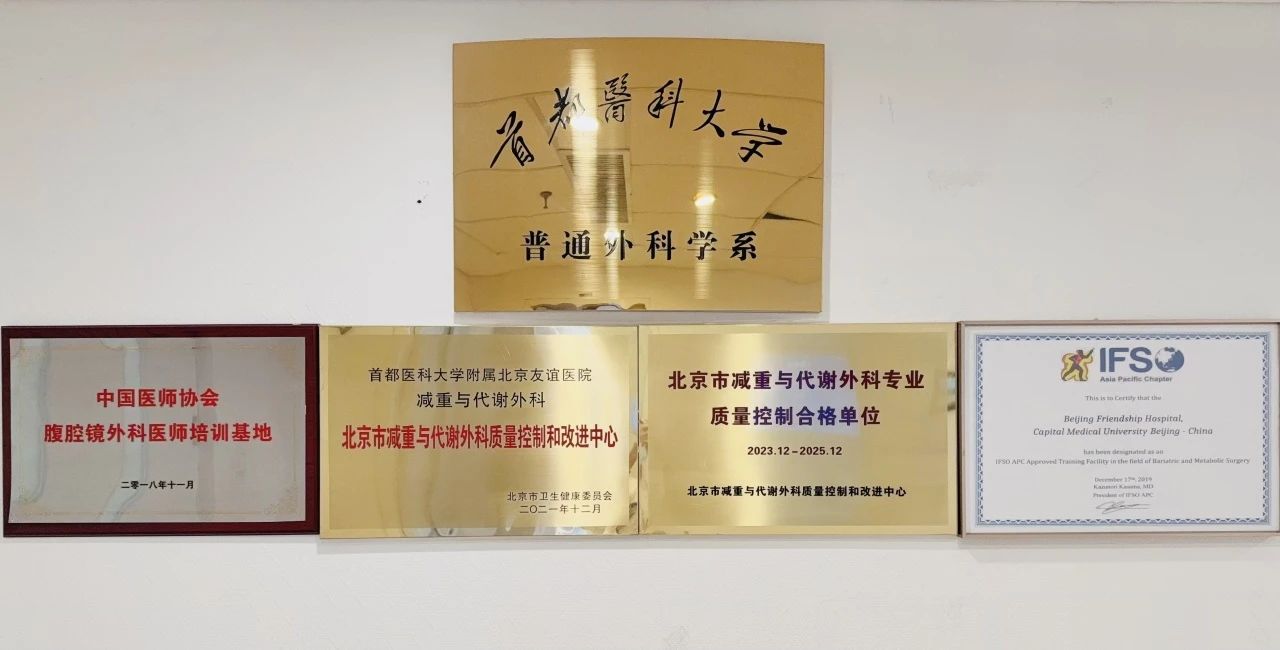 首都醫科大学
普通外科学系
中国医师协会
腹腔镜外科医师培训基地
二零一八年十一月
首都医科大学附属北京友谊医院
减重与代谢外科
北京市减重与代谢外科质量控制和改进中心
北京市卫生健康委员会
二〇二一年十二月
北京市减重与代谢外科专业
质量控制合格单位
2023.12-2025.12
北京市减重与代谢外科质量控制和改进中心
IFSO
Asia Pacific Chapter
This is to Certify that the
Beijing Friendship Hospital,
Capital Medical University Beijing - China
has been designated as an
IFSO APC Approved Training Facility in the field of Bariatric and Metabolic Surgery
December 17th, 2019
Kazunori Kasama, MD
President of IFSO APC